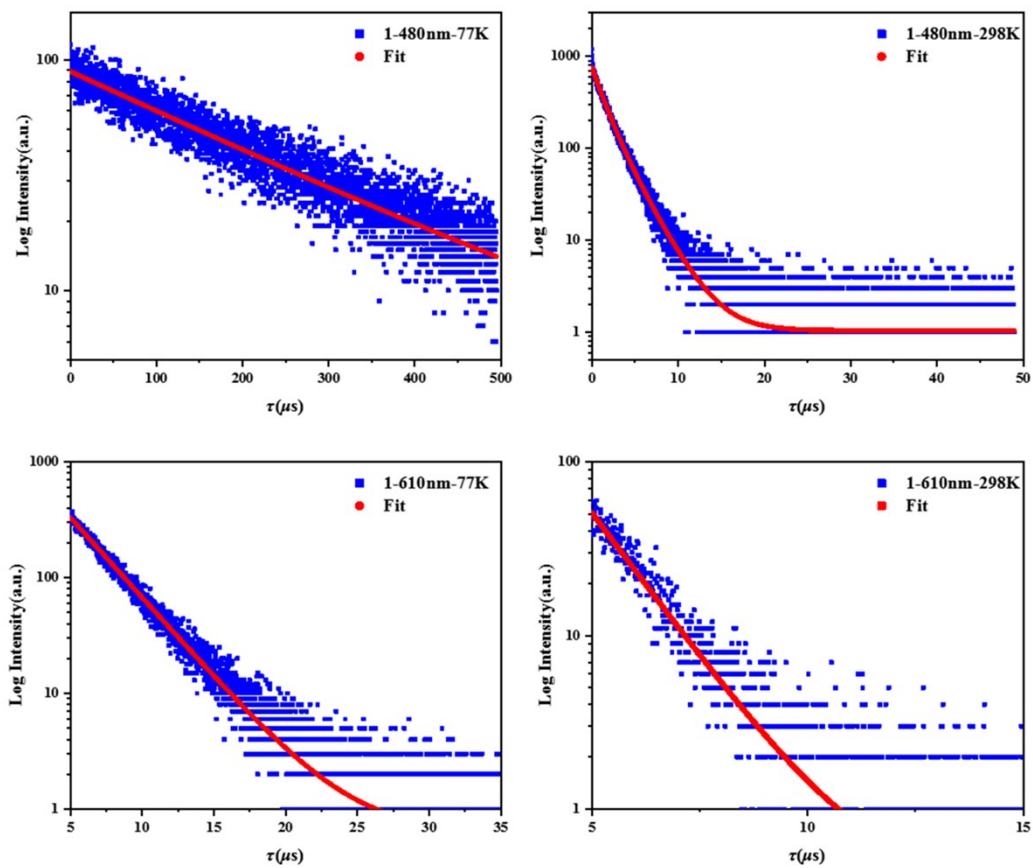 1-480nm-77K
Fit
100
10
Log Intensity(a.u.)
0 100 200 300 400 500
τ(μs)
1-480nm-298K
Fit
1000
100
10
1
Log Intensity(a.u.)
0 10 20 30 40 50
τ(μs)
1-610nm-77K
Fit
1000
100
10
1
Log Intensity(a.u.)
5 10 15 20 25 30 35
τ(μs)
1-610nm-298K
Fit
100
10
1
Log Intensity(a.u.)
5 10 15
τ(μs)